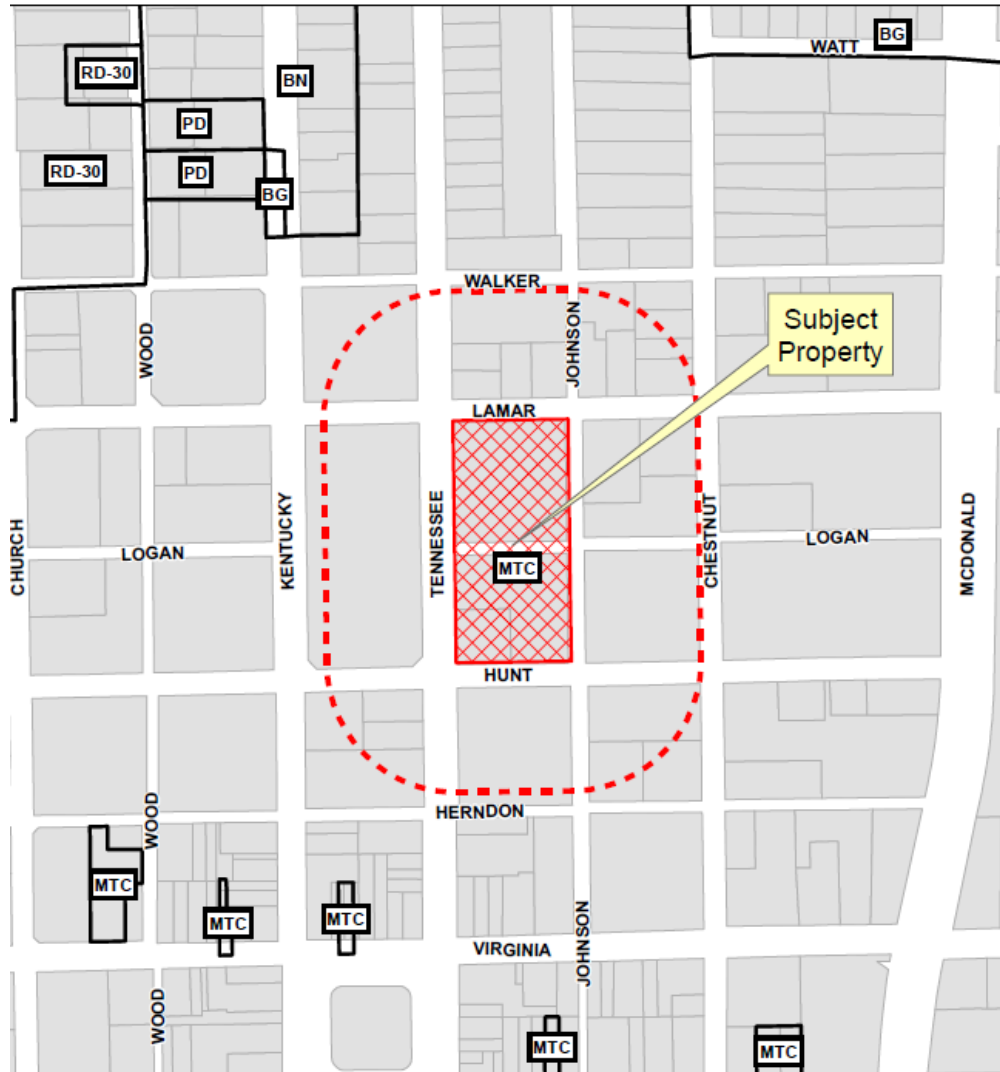 BG
WATT
RD-30
BN
PD
RD-30
PD
BG
WALKER
WOOD
JOHNSON
Subject
Property
LAMAR
CHURCH
LOGAN
KENTUCKY
TENNESSEE
MTC
CHESTNUT
LOGAN
MCDONALD
HUNT
HERNDON
WOOD
MTC
MTC
MTC
VIRGINIA
JOHNSON
WOOD
MTC
MTC